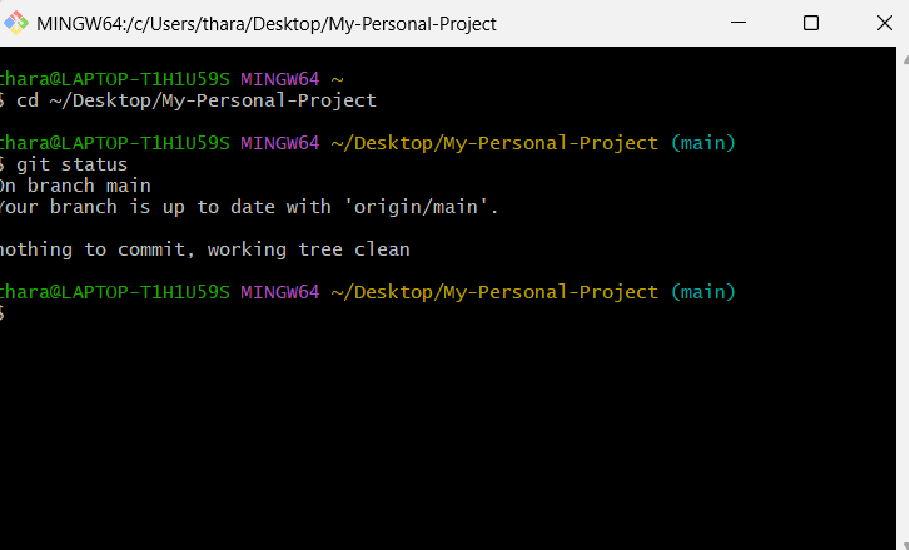 MINGW64:/c/Users/thara/Desktop/My-Personal-Project
thara@LAPTOP-T1H1U59S MINGW64 ~
$ cd ~/Desktop/My-Personal-Project
thara@LAPTOP-T1H1U59S MINGW64 ~/Desktop/My-Personal-Project (main)
$ git status
On branch main
Your branch is up to date with 'origin/main'.
nothing to commit, working tree clean
thara@LAPTOP-T1H1U59S MINGW64 ~/Desktop/My-Personal-Project (main)
$